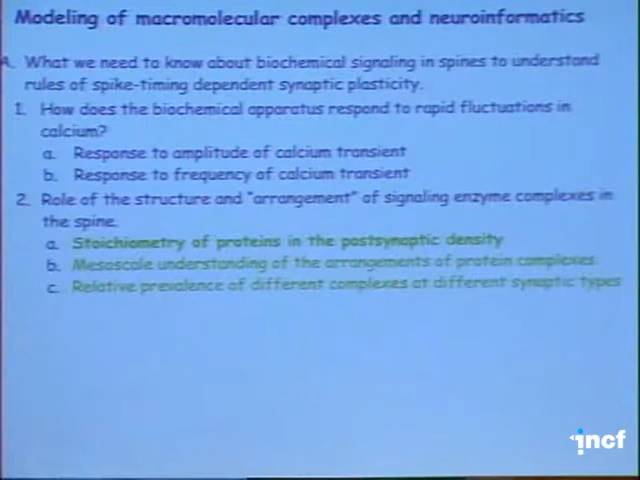 Modeling of macromolecular complexes and neuroinformatics
A. What we need to know about biochemical signaling in spines to understand
rules of spike-timing dependent synaptic plasticity.
1. How does the biochemical apparatus respond to rapid fluctuations in
calcium?
a. Response to amplitude of calcium transient
b. Response to frequency of calcium transient
2. Role of the structure and "arrangement" of signaling enzyme complexes in
the spine.
a. Stoichiometry of proteins in the postsynaptic density
b. Mesoscale understanding of the arrangements of protein complexes
c. Relative prevalence of different complexes at different synaptic types
incf